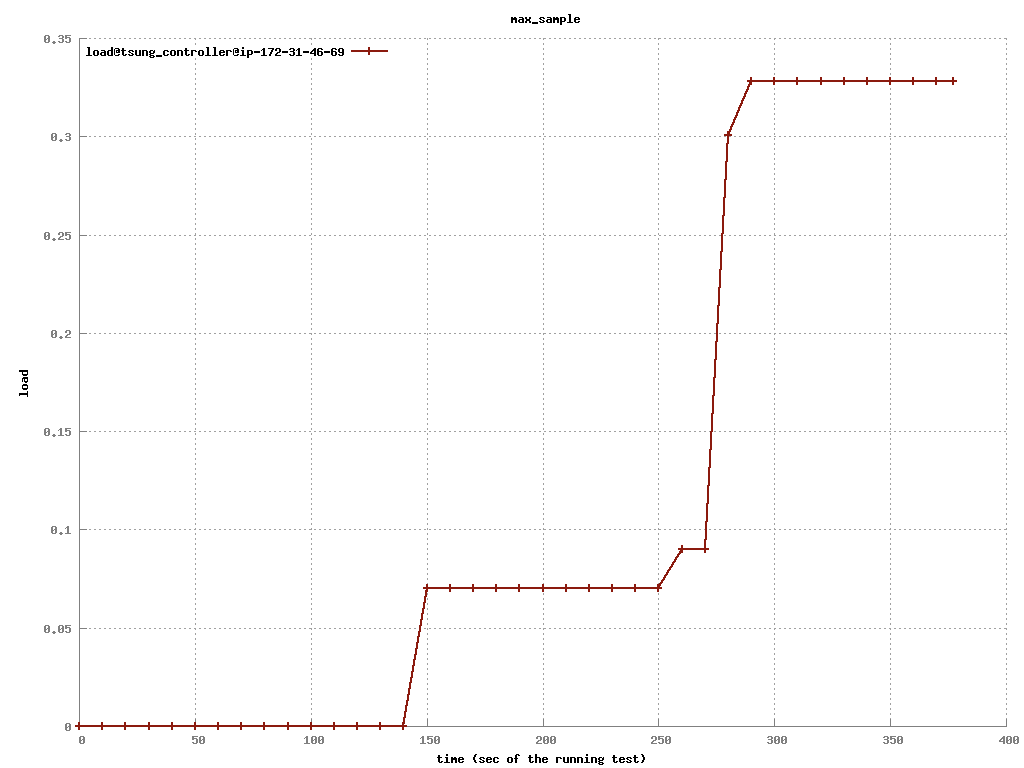 max_sample
load@tsung_controller@ip-172-31-46-69
0.35
0.3
0.25
0.2
0.15
0.1
0.05
0
load
0 50 100 150 200 250 300 350 400
time (sec of the running test)